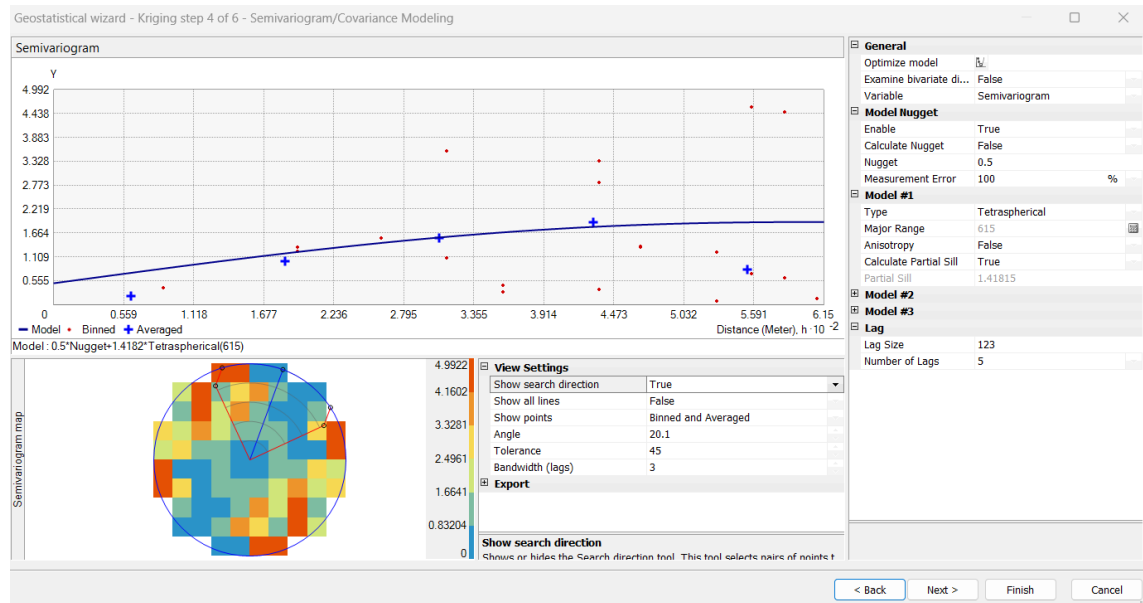 Geostatistical wizard - Kriging step 4 of 6 - Semivariogram/Covariance Modeling
Semivariogram
Y
4.992
4.438
3.883
3.328
2.773
2.219
1.664
1.109
0.555
0 0.559 1.118 1.677 2.236 2.795 3.355 3.914 4.473 5.032 5.591 6.15
Model Binned Averaged Distance (Meter), h·10 -2
Model : 0.5*Nugget+1.4182*Tetraspherical(615)
General
Optimize model
Examine bivariate di... False
Variable Semivariogram
Model Nugget
Enable True
Calculate Nugget False
Nugget 0.5
Measurement Error 100 %
Model #1
Type Tetraspherical
Major Range 615
Anisotropy False
Calculate Partial Sill True
Partial Sill 1.41815
Model #2
Model #3
Lag
Lag Size 123
Number of Lags 5
Semivariogram map
4.9922
4.1602
3.3281
2.4961
1.6641
0.83204
0
View Settings
Show search direction True
Show all lines False
Show points Binned and Averaged
Angle 20.1
Tolerance 45
Bandwidth (lags) 3
Export
Show search direction
Shows or hides the Search direction tool. This tool selects pairs of points t
< Back Next > Finish Cancel